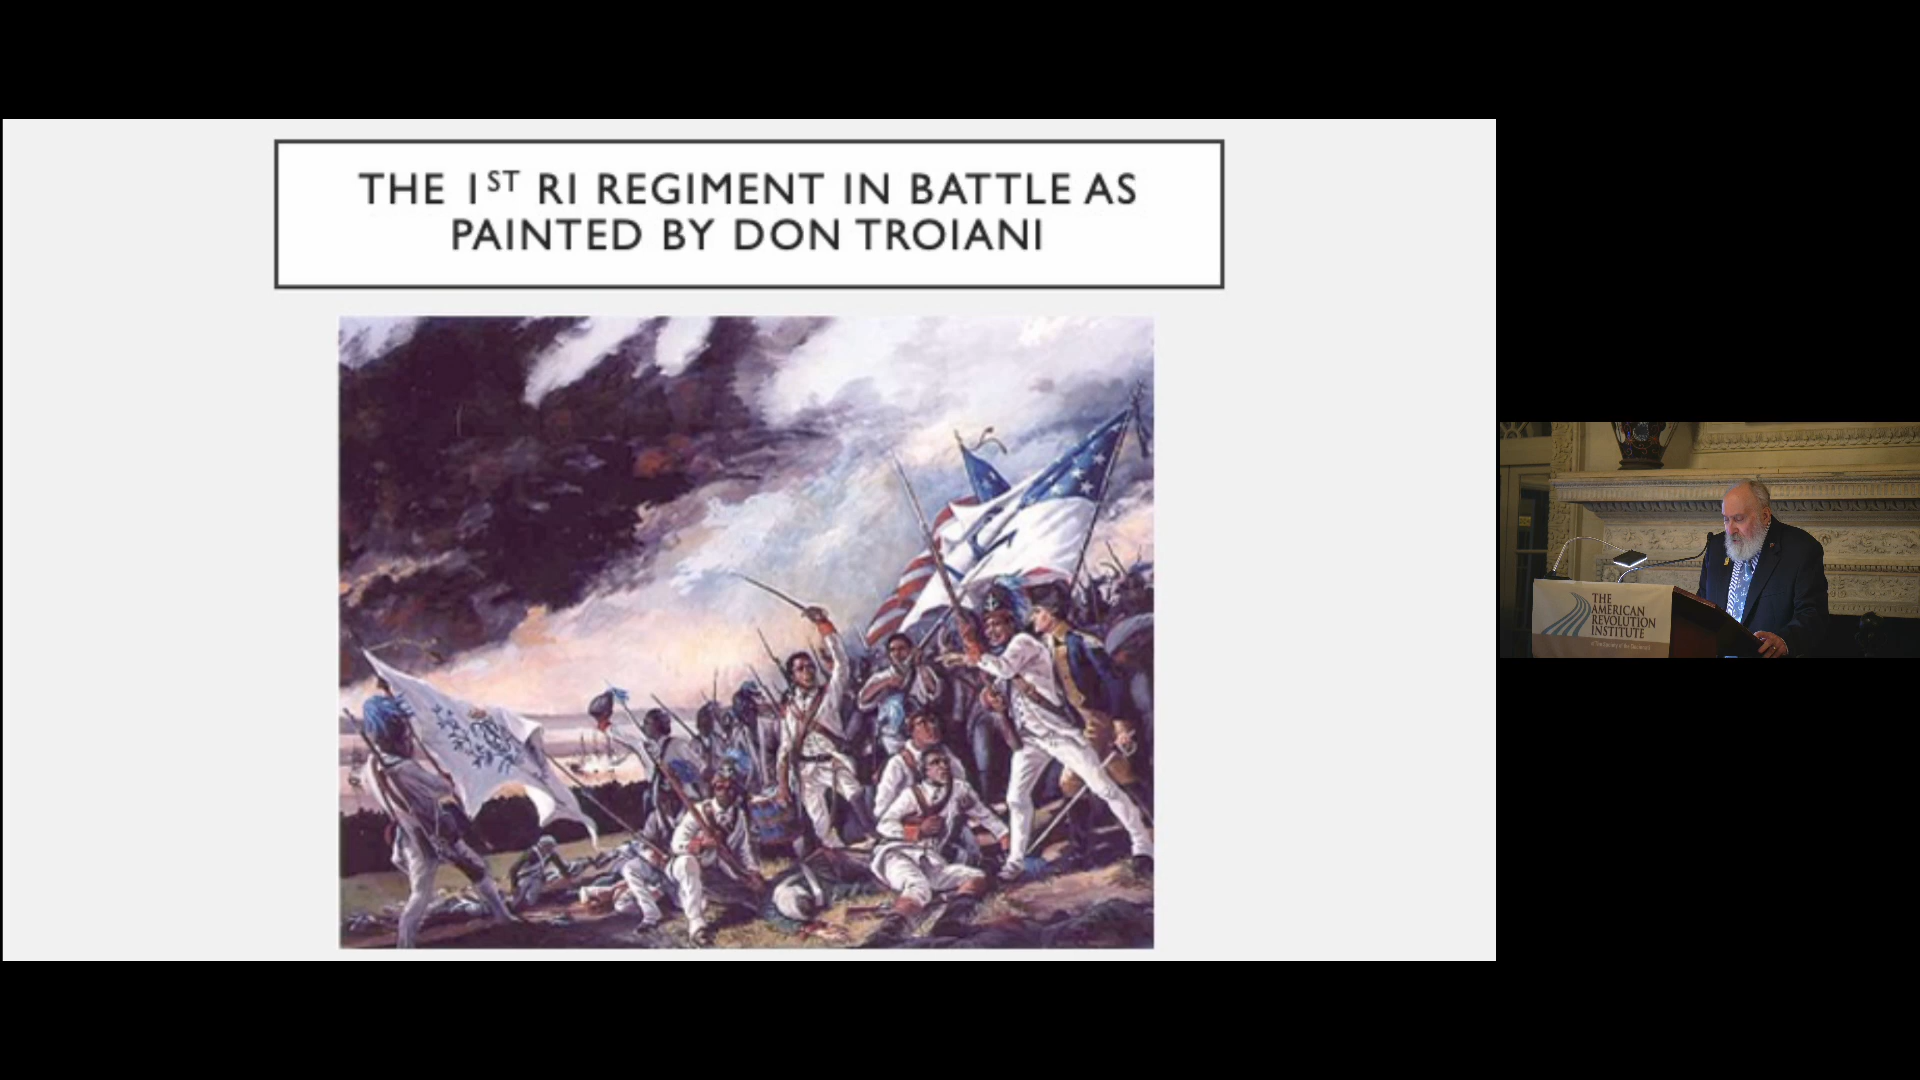 THE 1ST RI REGIMENT IN BATTLE AS
PAINTED BY DON TROIANI
THE
AMERICAN
REVOLUTION
INSTITUTE